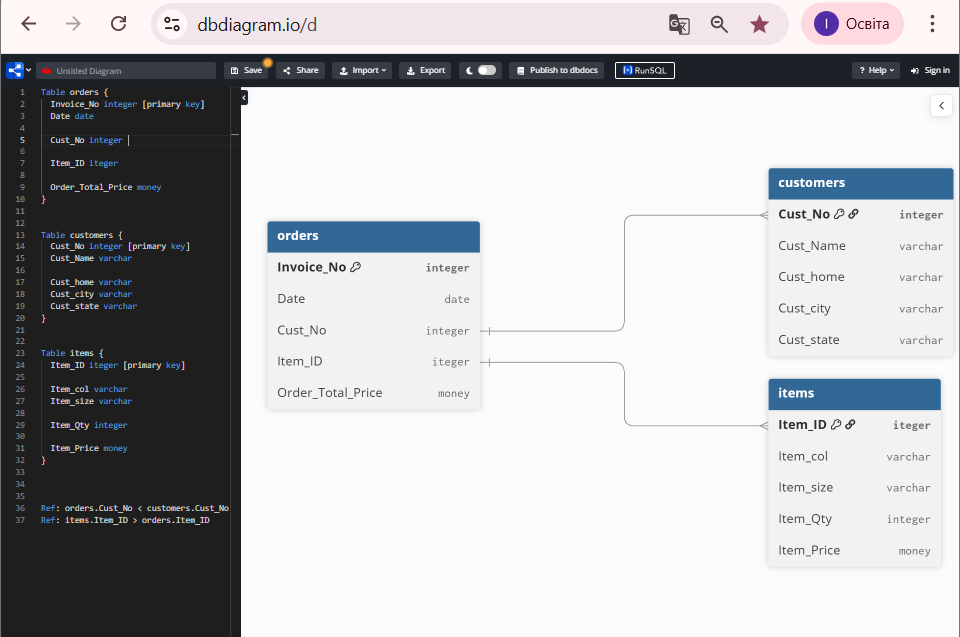 dbdiagram.io/d
І Освіта
Untitled Diagram Save Share Import Export Publish to dbdocs RunSQL ? Help Sign in
1 Table orders {
2 Invoice_No integer [primary key]
3 Date date
4
5 Cust_No integer
6
7 Item_ID iteger
8
9 Order_Total_Price money
10 }
11
12
13 Table customers {
14 Cust_No integer [primary key]
15 Cust_Name varchar
16
17 Cust_home varchar
18 Cust_city varchar
19 Cust_state varchar
20 }
21
22
23 Table items {
24 Item_ID iteger [primary key]
25
26 Item_col varchar
27 Item_size varchar
28
29 Item_Qty integer
30
31 Item_Price money
32 }
33
34
35
36 Ref: orders.Cust_No < customers.Cust_No
37 Ref: items.Item_ID > orders.Item_ID
orders
Invoice_No integer
Date date
Cust_No integer
Item_ID iteger
Order_Total_Price money
customers
Cust_No integer
Cust_Name varchar
Cust_home varchar
Cust_city varchar
Cust_state varchar
items
Item_ID iteger
Item_col varchar
Item_size varchar
Item_Qty integer
Item_Price money